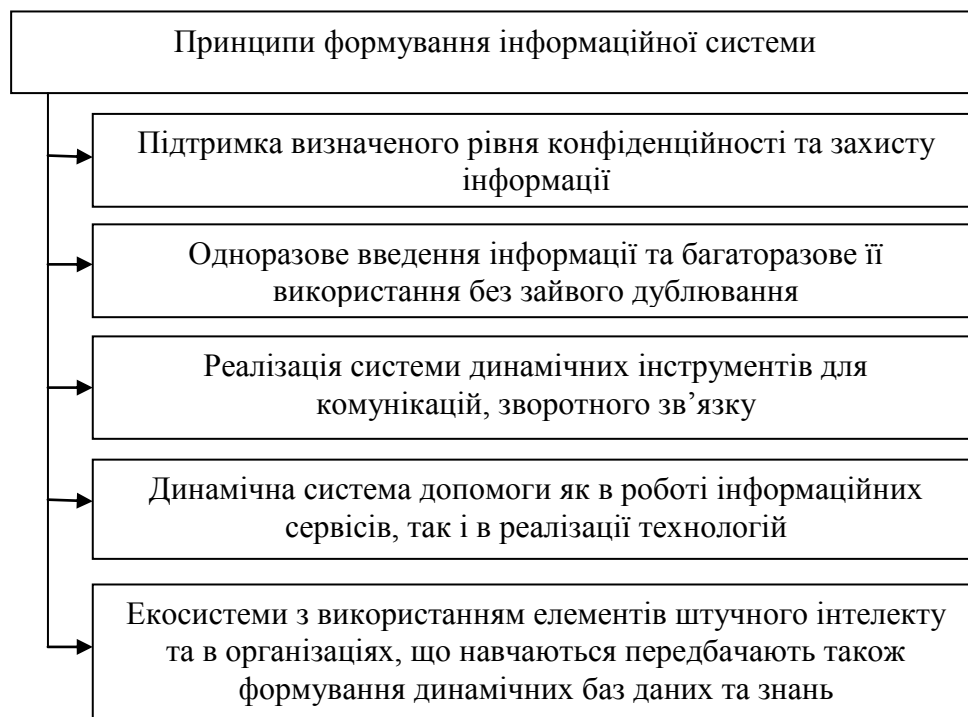 Принципи формування інформаційної системи
Підтримка визначеного рівня конфіденційності та захисту
інформації
Одноразове введення інформації та багаторазове її
використання без зайвого дублювання
Реалізація системи динамічних інструментів для
комунікацій, зворотного зв’язку
Динамічна система допомоги як в роботі інформаційних
сервісів, так і в реалізації технологій
Екосистеми з використанням елементів штучного інтелекту
та в організаціях, що навчаються передбачають також
формування динамічних баз даних та знань